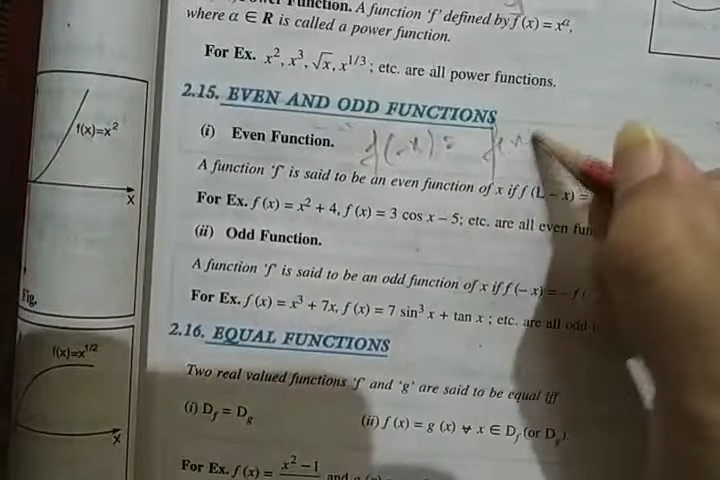 Function. A function 'f' defined by f(x) = x^α,
where α ∈ R is called a power function.
For Ex. x², x³, √x, x^1/3; etc. are all power functions.
2.15. EVEN AND ODD FUNCTIONS
(i) Even Function.
f(-x) =
A function 'f' is said to be an even function of x if f (L - x) =
For Ex. f (x) = x² + 4, f (x) = 3 cos x - 5; etc. are all even fun
(ii) Odd Function.
A function 'f' is said to be an odd function of x if f (- x) = - f (
For Ex. f (x) = x³ + 7x, f (x) = 7 sin³ x + tan x ; etc. are all odd
2.16. EQUAL FUNCTIONS
Two real valued functions 'f' and 'g' are said to be equal iff
(i) D_f = D_g
(ii) f (x) = g (x) ∀ x ∈ D_f (or D_g).
For Ex. f (x) = x² - 1
and
f(x)=x²
X
Fig.
f(x)=x^1/2
X